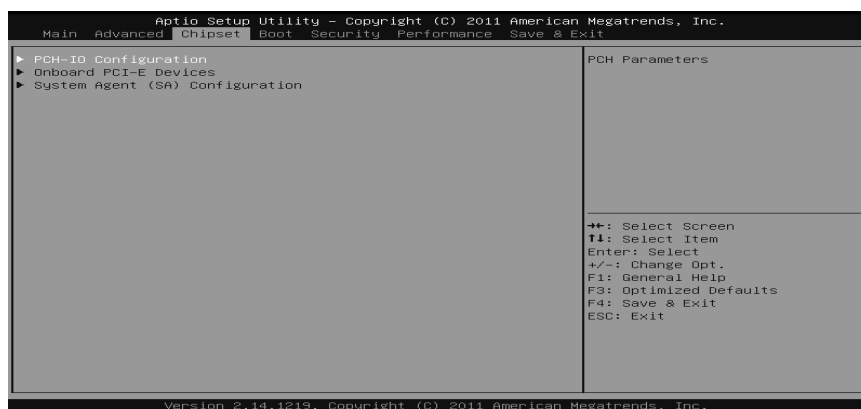 Aptio Setup Utility – Copyright (C) 2011 American Megatrends, Inc.
Main Advanced Chipset Boot Security Performance Save & Exit
► PCH-IO Configuration
► Onboard PCI-E Devices
► System Agent (SA) Configuration
PCH Parameters
→←: Select Screen
↑↓: Select Item
Enter: Select
+/-: Change Opt.
F1: General Help
F3: Optimized Defaults
F4: Save & Exit
ESC: Exit
Version 2.14.1219. Copyright (C) 2011 American Megatrends, Inc.